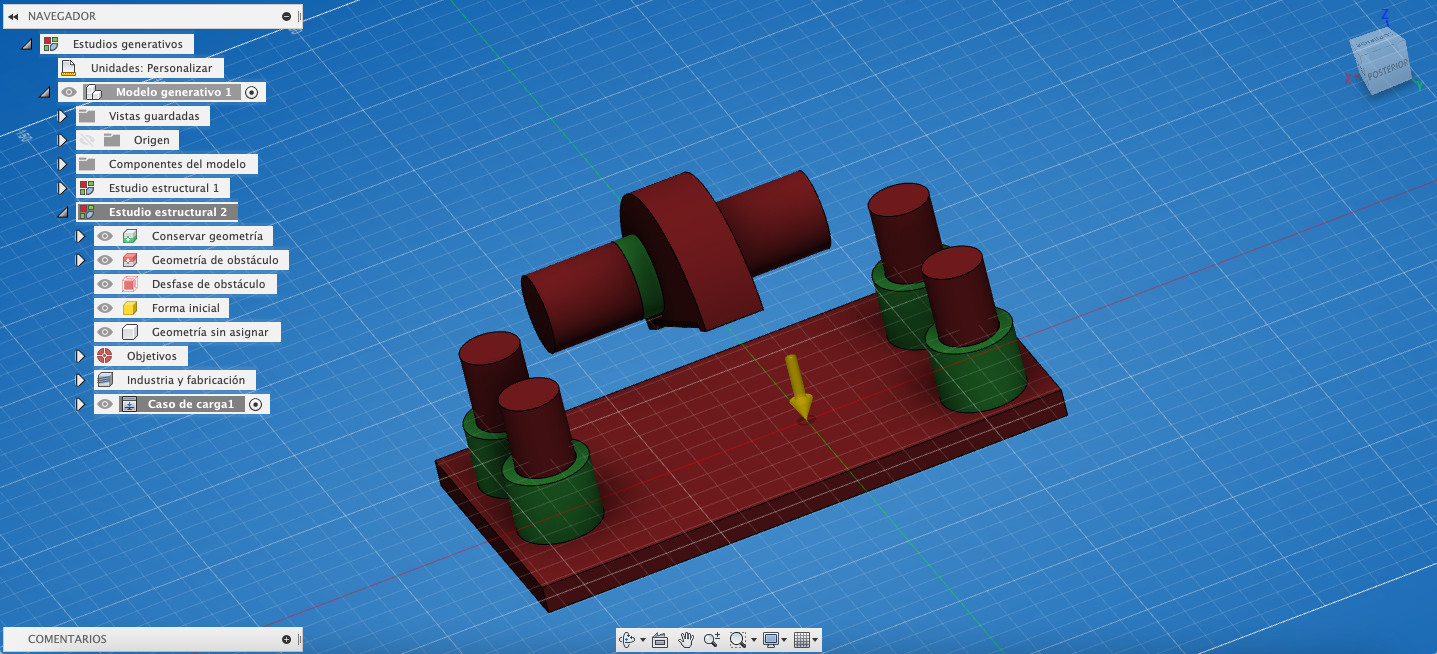 NAVEGADOR
Estudios generativos
Unidades: Personalizar
Modelo generativo 1
Vistas guardadas
Origen
Componentes del modelo
Estudio estructural 1
Estudio estructural 2
Conservar geometría
Geometría de obstáculo
Desfase de obstáculo
Forma inicial
Geometría sin asignar
Objetivos
Industria y fabricación
Caso de carga1
Z
POSTERIOR
X
Y
COMENTARIOS